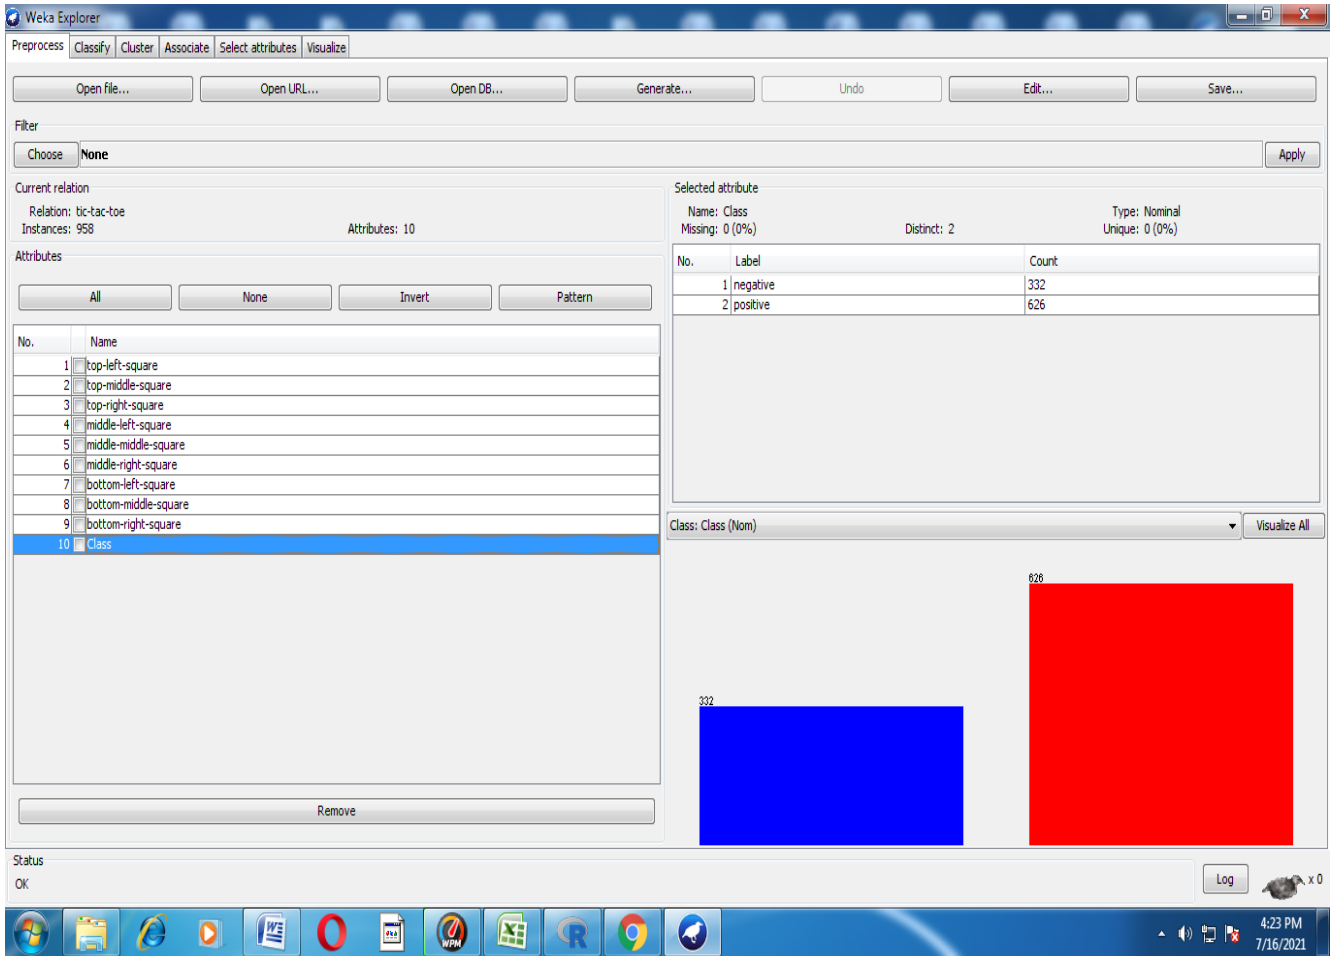 Weka Explorer
Preprocess Classify Cluster Associate Select attributes Visualize
Open file... Open URL... Open DB... Generate... Undo Edit... Save...
Filter
Choose None Apply
Current relation
Relation: tic-tac-toe
Instances: 958 Attributes: 10
Selected attribute
Name: Class Type: Nominal
Missing: 0 (0%) Distinct: 2 Unique: 0 (0%)
Attributes
All None Invert Pattern
No. Name
1 top-left-square
2 top-middle-square
3 top-right-square
4 middle-left-square
5 middle-middle-square
6 middle-right-square
7 bottom-left-square
8 bottom-middle-square
9 bottom-right-square
10 Class
Remove
No. Label Count
1 negative 332
2 positive 626
Class: Class (Nom) Visualize All
332
626
Status
OK
Log x 0
WPM
4:23 PM
7/16/2021